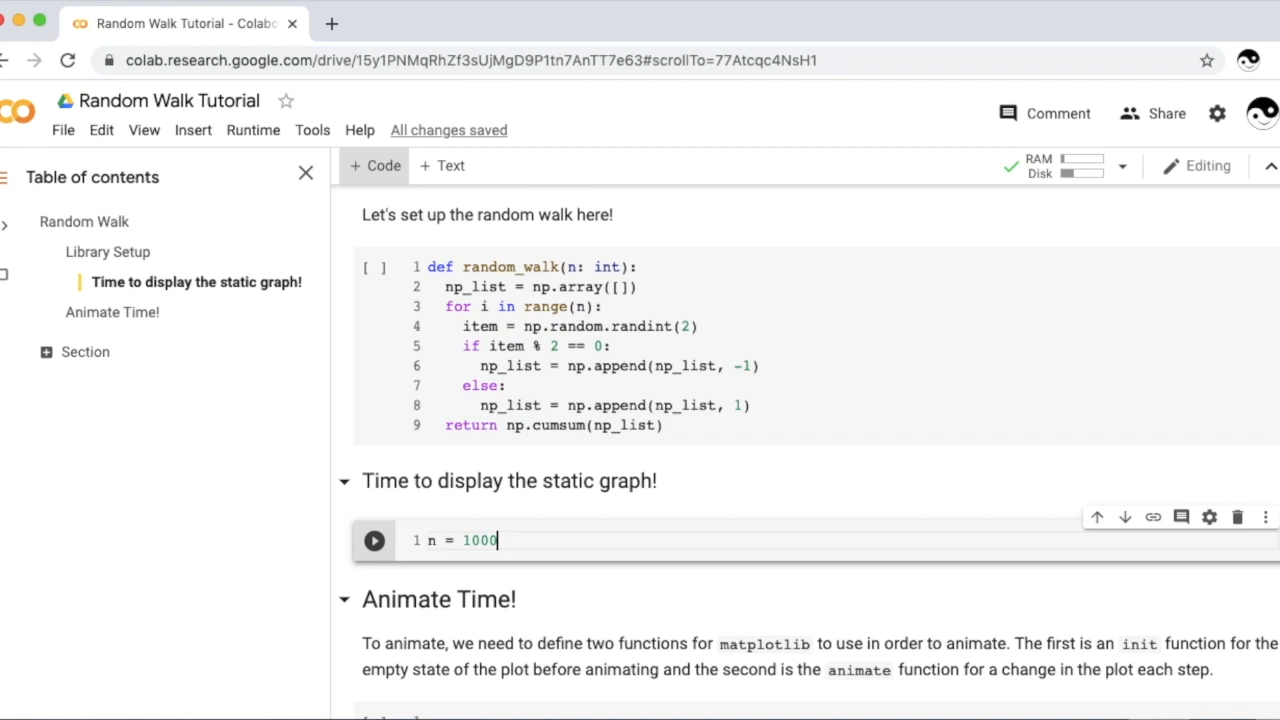 Random Walk Tutorial - Colabo
colab.research.google.com/drive/15y1PNMqRhZf3sUjMgD9P1tn7AnTT7e63#scrollTo=77Atcqc4NsH1
Random Walk Tutorial
Comment
Share
File Edit View Insert Runtime Tools Help All changes saved
Table of contents
+ Code + Text
RAM
Disk
Editing
Random Walk
Library Setup
Time to display the static graph!
Animate Time!
Section
Let's set up the random walk here!
[ ] 1 def random_walk(n: int):
2 np_list = np.array([])
3 for i in range(n):
4 item = np.random.randint(2)
5 if item % 2 == 0:
6 np_list = np.append(np_list, -1)
7 else:
8 np_list = np.append(np_list, 1)
9 return np.cumsum(np_list)
Time to display the static graph!
1 n = 1000
Animate Time!
To animate, we need to define two functions for matplotlib to use in order to animate. The first is an init function for the
empty state of the plot before animating and the second is the animate function for a change in the plot each step.